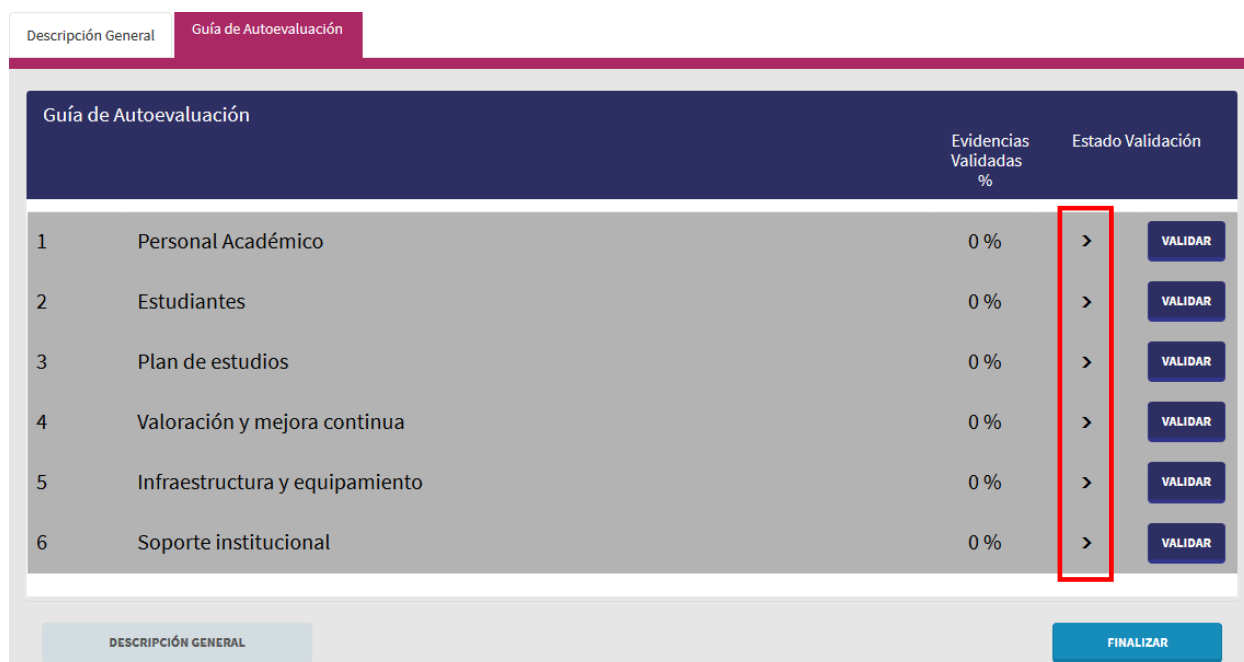 Descripción General
Guía de Autoevaluación
Guía de Autoevaluación
Evidencias
Validadas
%
Estado Validación
1 Personal Académico 0 % > VALIDAR
2 Estudiantes 0 % > VALIDAR
3 Plan de estudios 0 % > VALIDAR
4 Valoración y mejora continua 0 % > VALIDAR
5 Infraestructura y equipamiento 0 % > VALIDAR
6 Soporte institucional 0 % > VALIDAR
DESCRIPCIÓN GENERAL
FINALIZAR